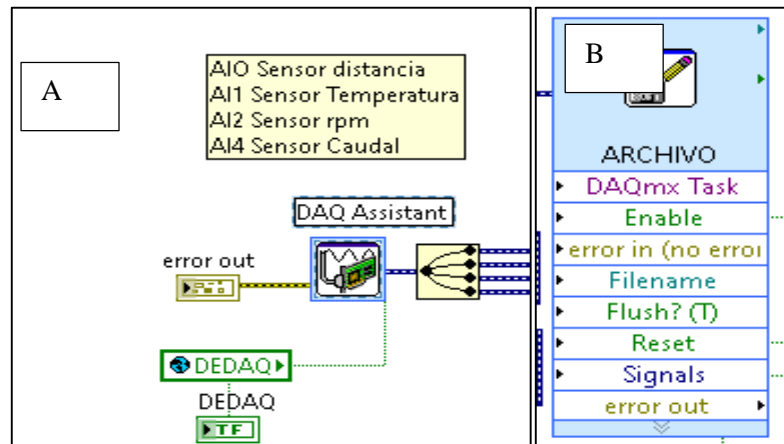 A
AIO Sensor distancia
AI1 Sensor Temperatura
AI2 Sensor rpm
AI4 Sensor Caudal
DAQ Assistant
error out
DEDAQ
DEDAQ
TF
B
ARCHIVO
DAQmx Task
Enable
error in (no error
Filename
Flush? (T)
Reset
Signals
error out